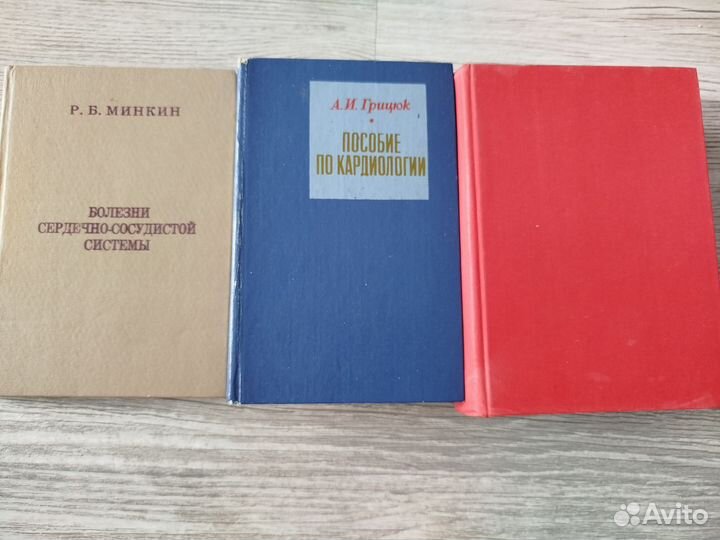 Р. Б. МИНКИН
БОЛЕЗНИ
СЕРДЕЧНО-СОСУДИСТОЙ
СИСТЕМЫ
А. И. Грицюк
ПОСОБИЕ
ПО КАРДИОЛОГИИ
Avito